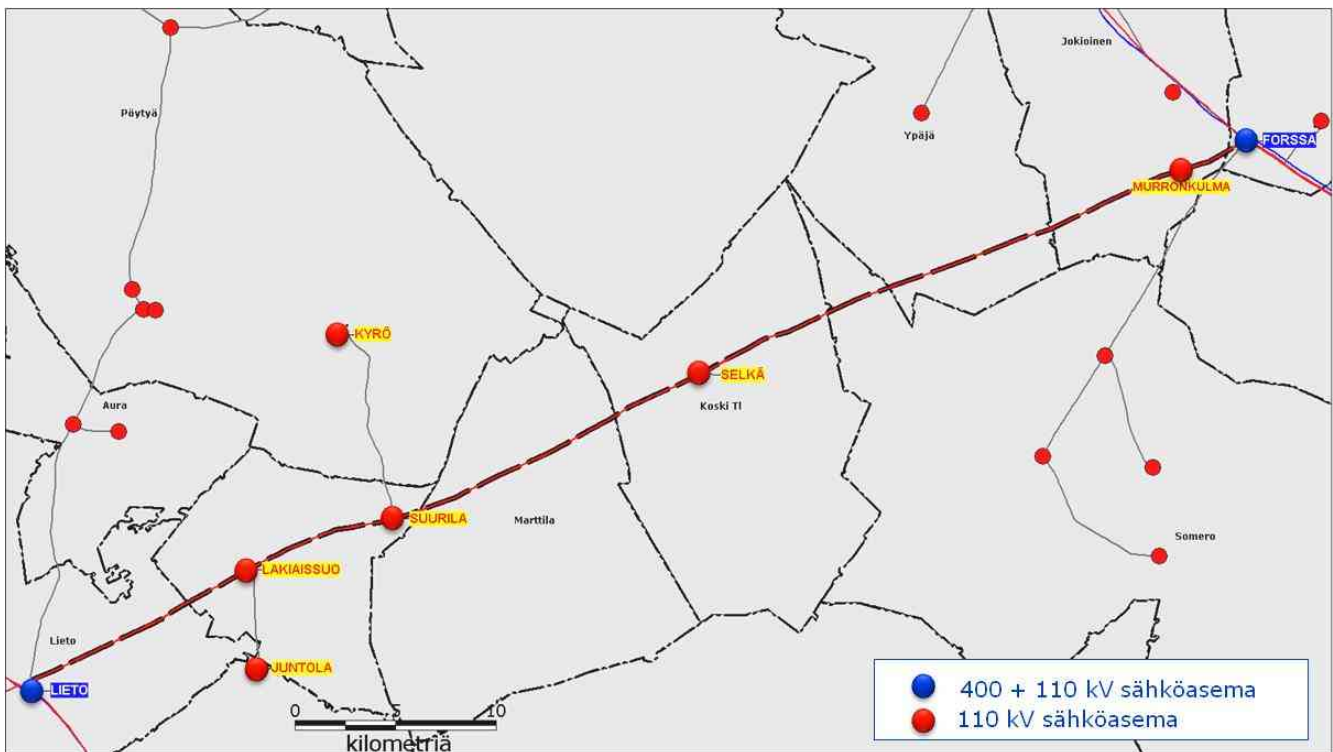 Jokioinen
Pöytyä
Ypäjä
FORSSA
MURRONKULMA
KYRÖ
SELKÄ
Aura
Koski Tl
SUURILA
Marttila
Somero
LAKIAISSUO
Lieto
JUNTOLA
LIETO
400 + 110 kV sähköasema
110 kV sähköasema
0 5 10
kilometriä